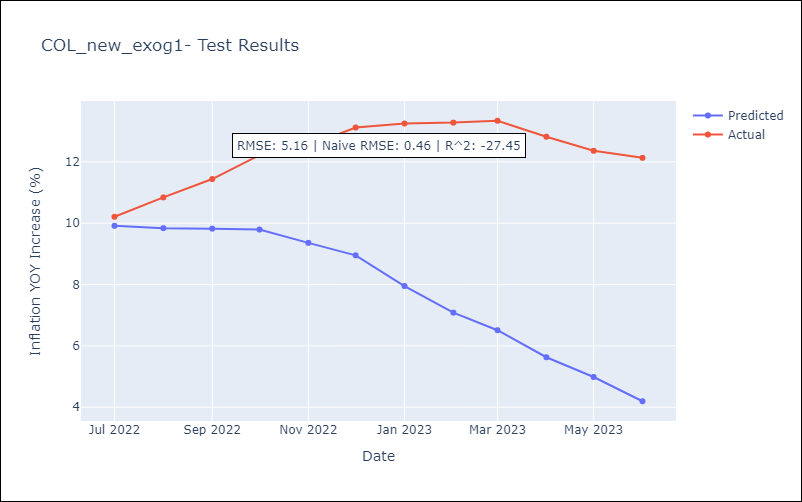 COL_new_exog1- Test Results
Predicted
Actual
RMSE: 5.16 | Naive RMSE: 0.46 | R^2: -27.45
Inflation YOY Increase (%)
12
10
8
6
4
Jul 2022 Sep 2022 Nov 2022 Jan 2023 Mar 2023 May 2023
Date